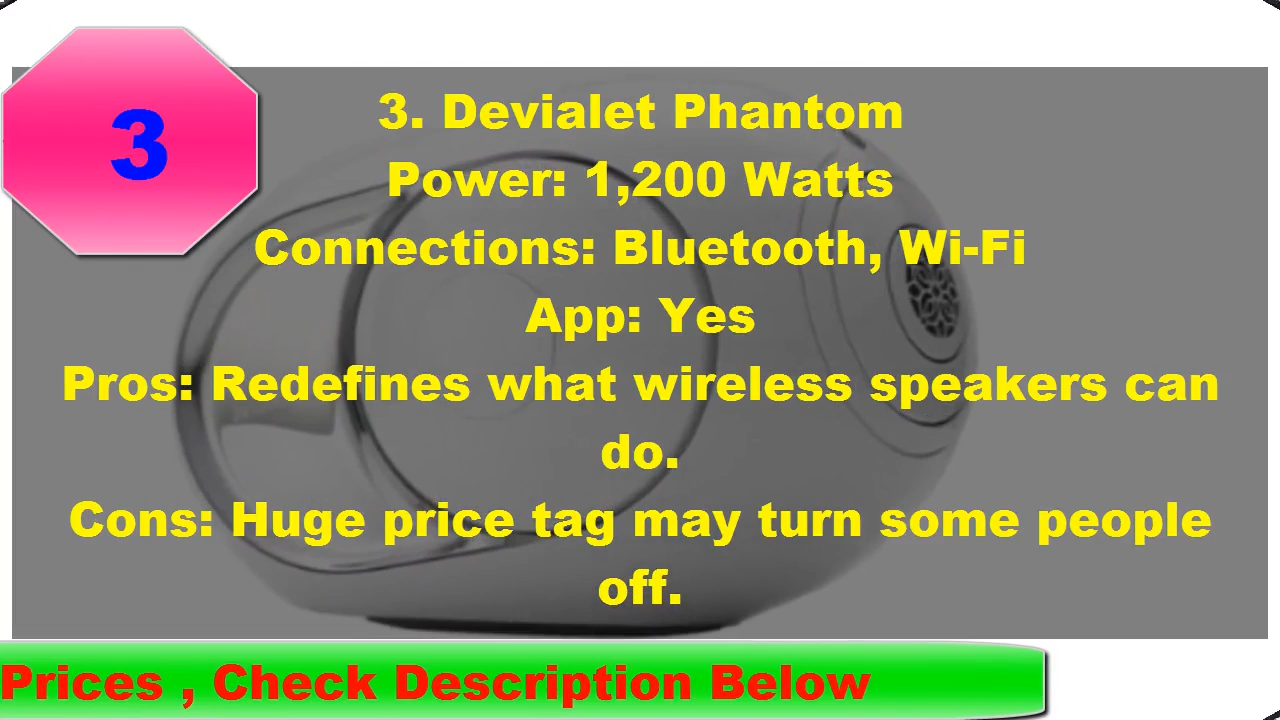 3
3. Devialet Phantom
Power: 1,200 Watts
Connections: Bluetooth, Wi-Fi
App: Yes
Pros: Redefines what wireless speakers can
do.
Cons: Huge price tag may turn some people
off.
Prices , Check Description Below